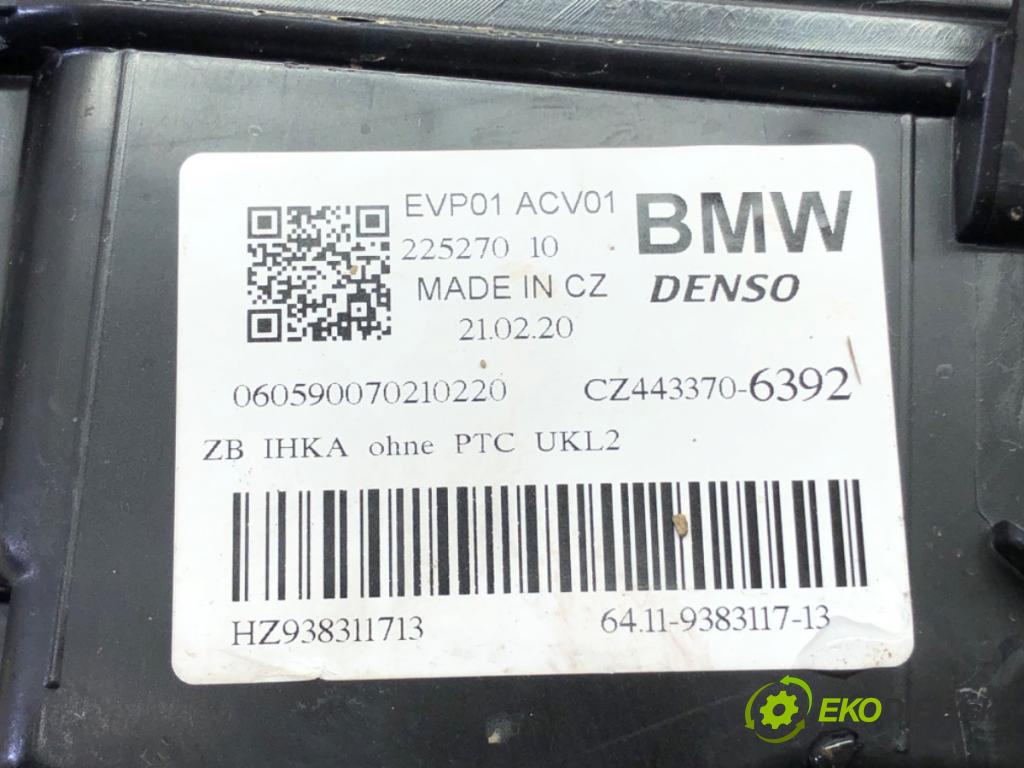 EVP01 ACV01
BMW
225270 10
MADE IN CZ
DENSO
21.02.20
060590070210220
CZ443370-6392
ZB IHKA ohne PTC UKL2
HZ938311713
64.11-9383117-13
EKO